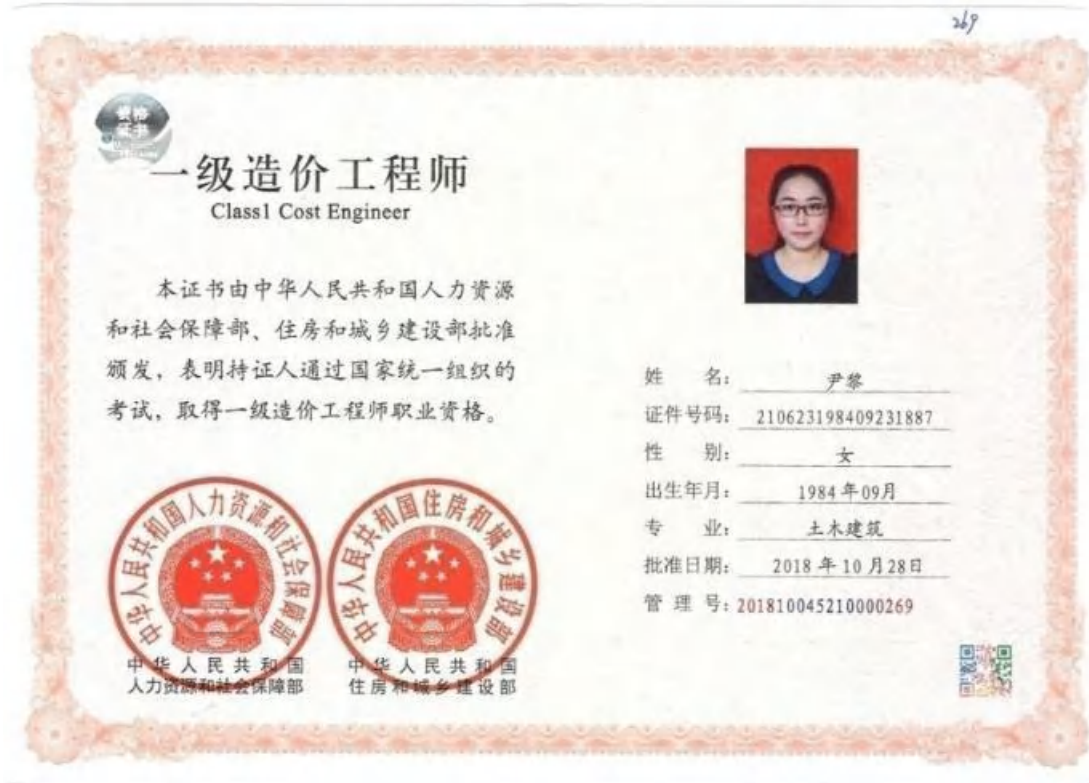 269
资格
证书
一级造价工程师
Class1 Cost Engineer
本证书由中华人民共和国人力资源
和社会保障部、住房和城乡建设部批准
颁发，表明持证人通过国家统一组织的
考试，取得一级造价工程师职业资格。
姓 名：尹黎
证件号码：210623198409231887
性 别：女
出生年月：1984年09月
专 业：土木建筑
批准日期：2018年10月28日
管 理 号：201810045210000269
中华人民共和国人力资源和社会保障部
中华人民共和国住房和城乡建设部
中华人民共和国
人力资源和社会保障部
中华人民共和国
住房和城乡建设部